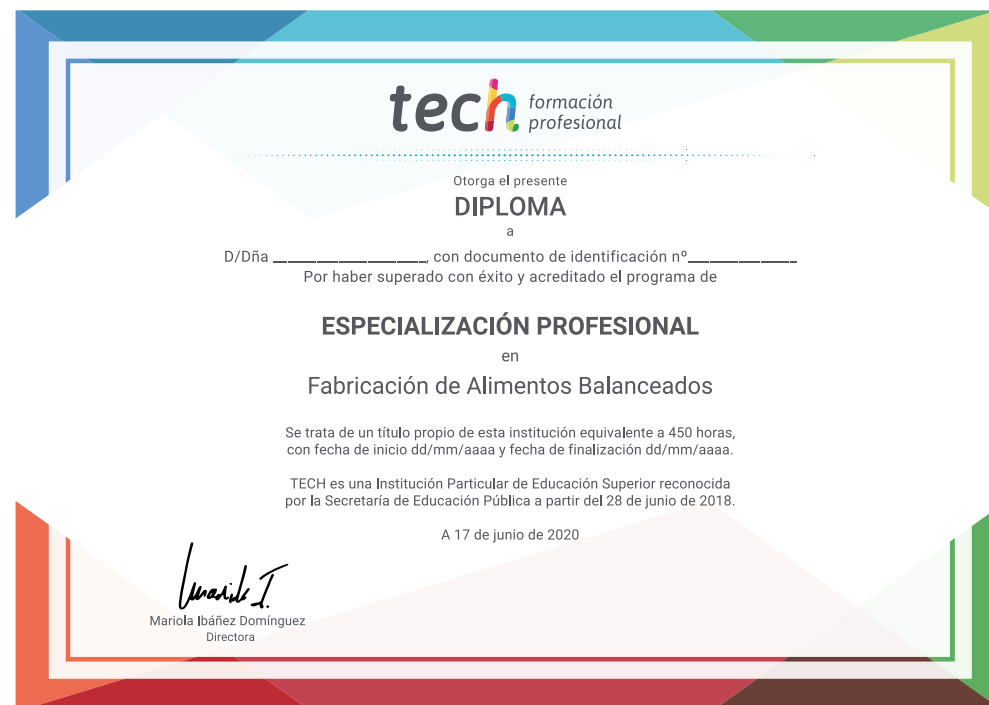 tech formación
profesional
Otorga el presente
DIPLOMA
a
D/Dña ____________________, con documento de identificación nº______________
Por haber superado con éxito y acreditado el programa de
ESPECIALIZACIÓN PROFESIONAL
en
Fabricación de Alimentos Balanceados
Se trata de un título propio de esta institución equivalente a 450 horas,
con fecha de inicio dd/mm/aaaa y fecha de finalización dd/mm/aaaa.
TECH es una Institución Particular de Educación Superior reconocida
por la Secretaría de Educación Pública a partir del 28 de junio de 2018.
A 17 de junio de 2020
Mariola Ibáñez Domínguez
Directora